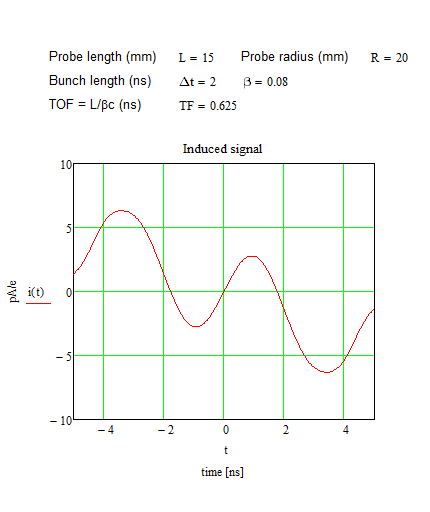 Probe length (mm) L = 15 Probe radius (mm) R = 20
Bunch length (ns) Δt = 2 β = 0.08
TOF = L/βc (ns) TF = 0.625
Induced signal
10
5
pA/e i(t) 0
− 5
− 10
− 4 − 2 0 2 4
t
time [ns]